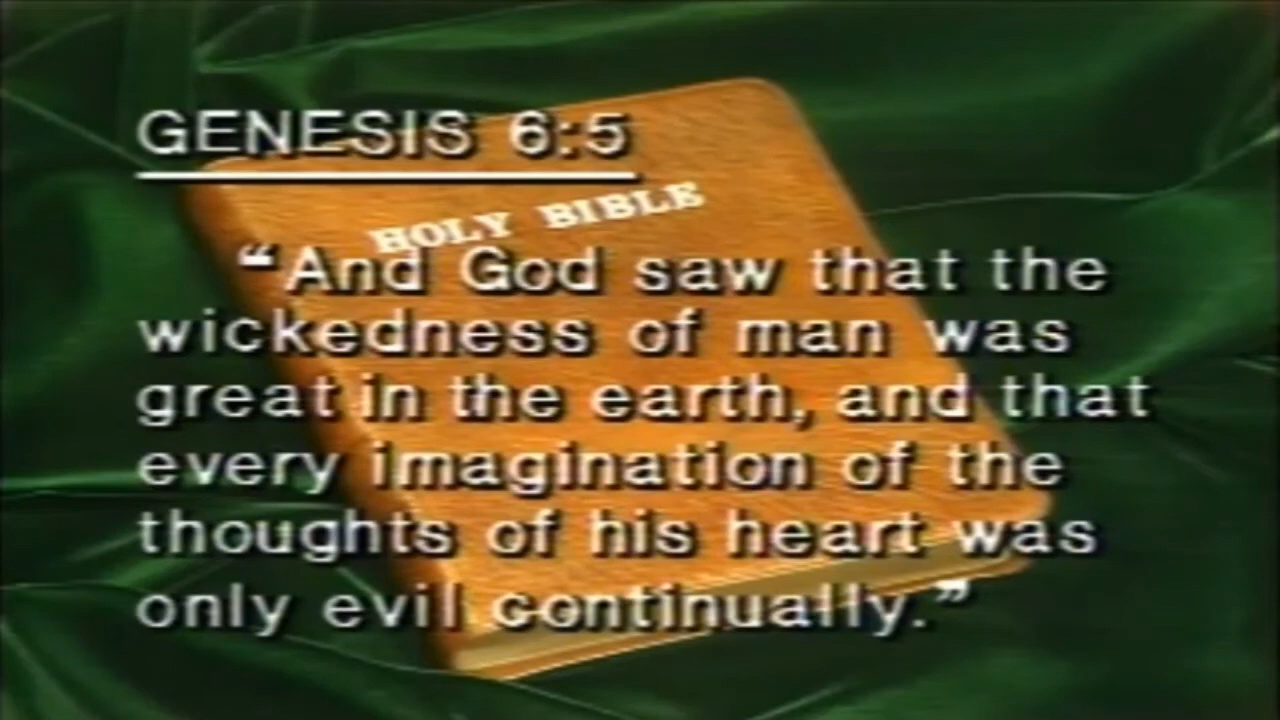 GENESIS 6:5
HOLY BIBLE
“And God saw that the
wickedness of man was
great in the earth, and that
every imagination of the
thoughts of his heart was
only evil continually.”